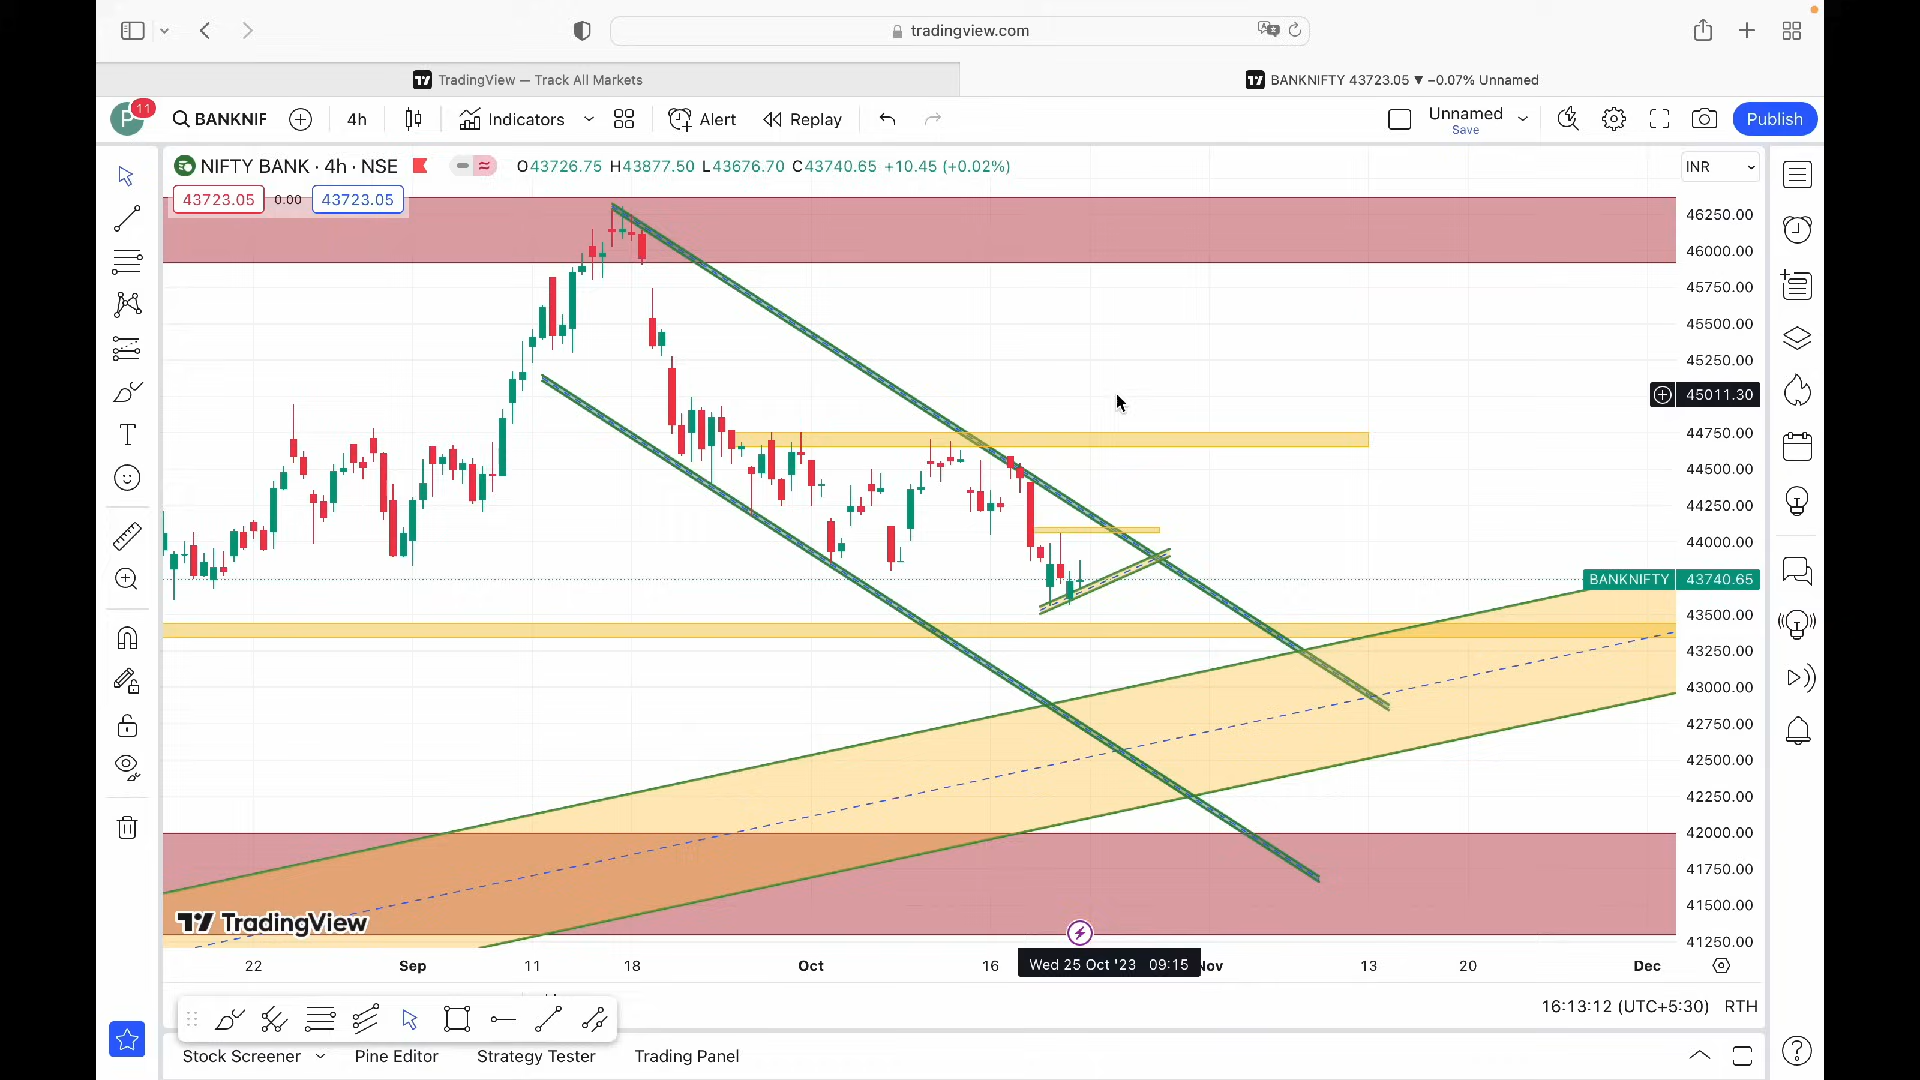 tradingview.com
TradingView — Track All Markets
BANKNIFTY 43723.05 ▼ −0.07% Unnamed
P 11
BANKNIF
4h
Indicators
Alert
Replay
Unnamed
Save
Publish
NIFTY BANK · 4h · NSE
O43726.75 H43877.50 L43676.70 C43740.65 +10.45 (+0.02%)
INR
43723.05 0.00 43723.05
46250.00
46000.00
45750.00
45500.00
45250.00
45011.30
44750.00
44500.00
44250.00
44000.00
BANKNIFTY 43740.65
43500.00
43250.00
43000.00
42750.00
42500.00
42250.00
42000.00
41750.00
41500.00
41250.00
TradingView
22 Sep 11 18 Oct 16 Wed 25 Oct '23 09:15 Nov 13 20 Dec
16:13:12 (UTC+5:30) RTH
Stock Screener Pine Editor Strategy Tester Trading Panel